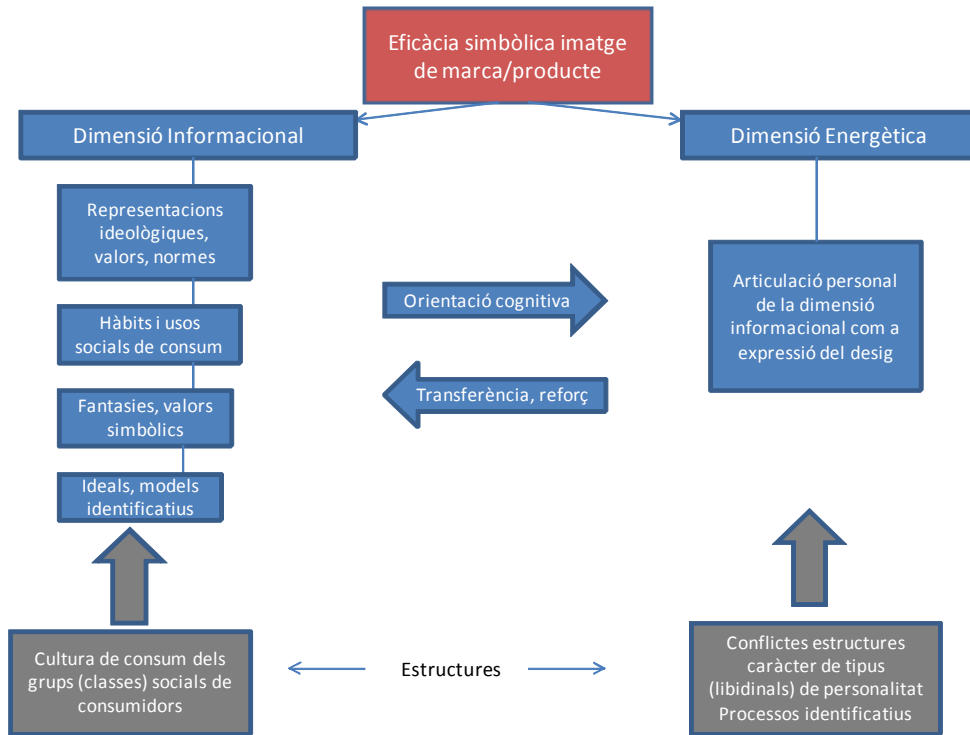 Eficàcia simbòlica imatge
de marca/producte
Dimensió Informacional
Dimensió Energètica
Representacions
ideològiques,
valors, normes
Hàbits i usos
socials de consum
Fantasies, valors
simbòlics
Ideals, models
identificatius
Orientació cognitiva
Transferència, reforç
Articulació personal
de la dimensió
informacional com a
expressió del desig
Cultura de consum dels
grups (classes) socials de
consumidors
Estructures
Conflictes estructures
caràcter de tipus
(libidinals) de personalitat
Processos identificatius